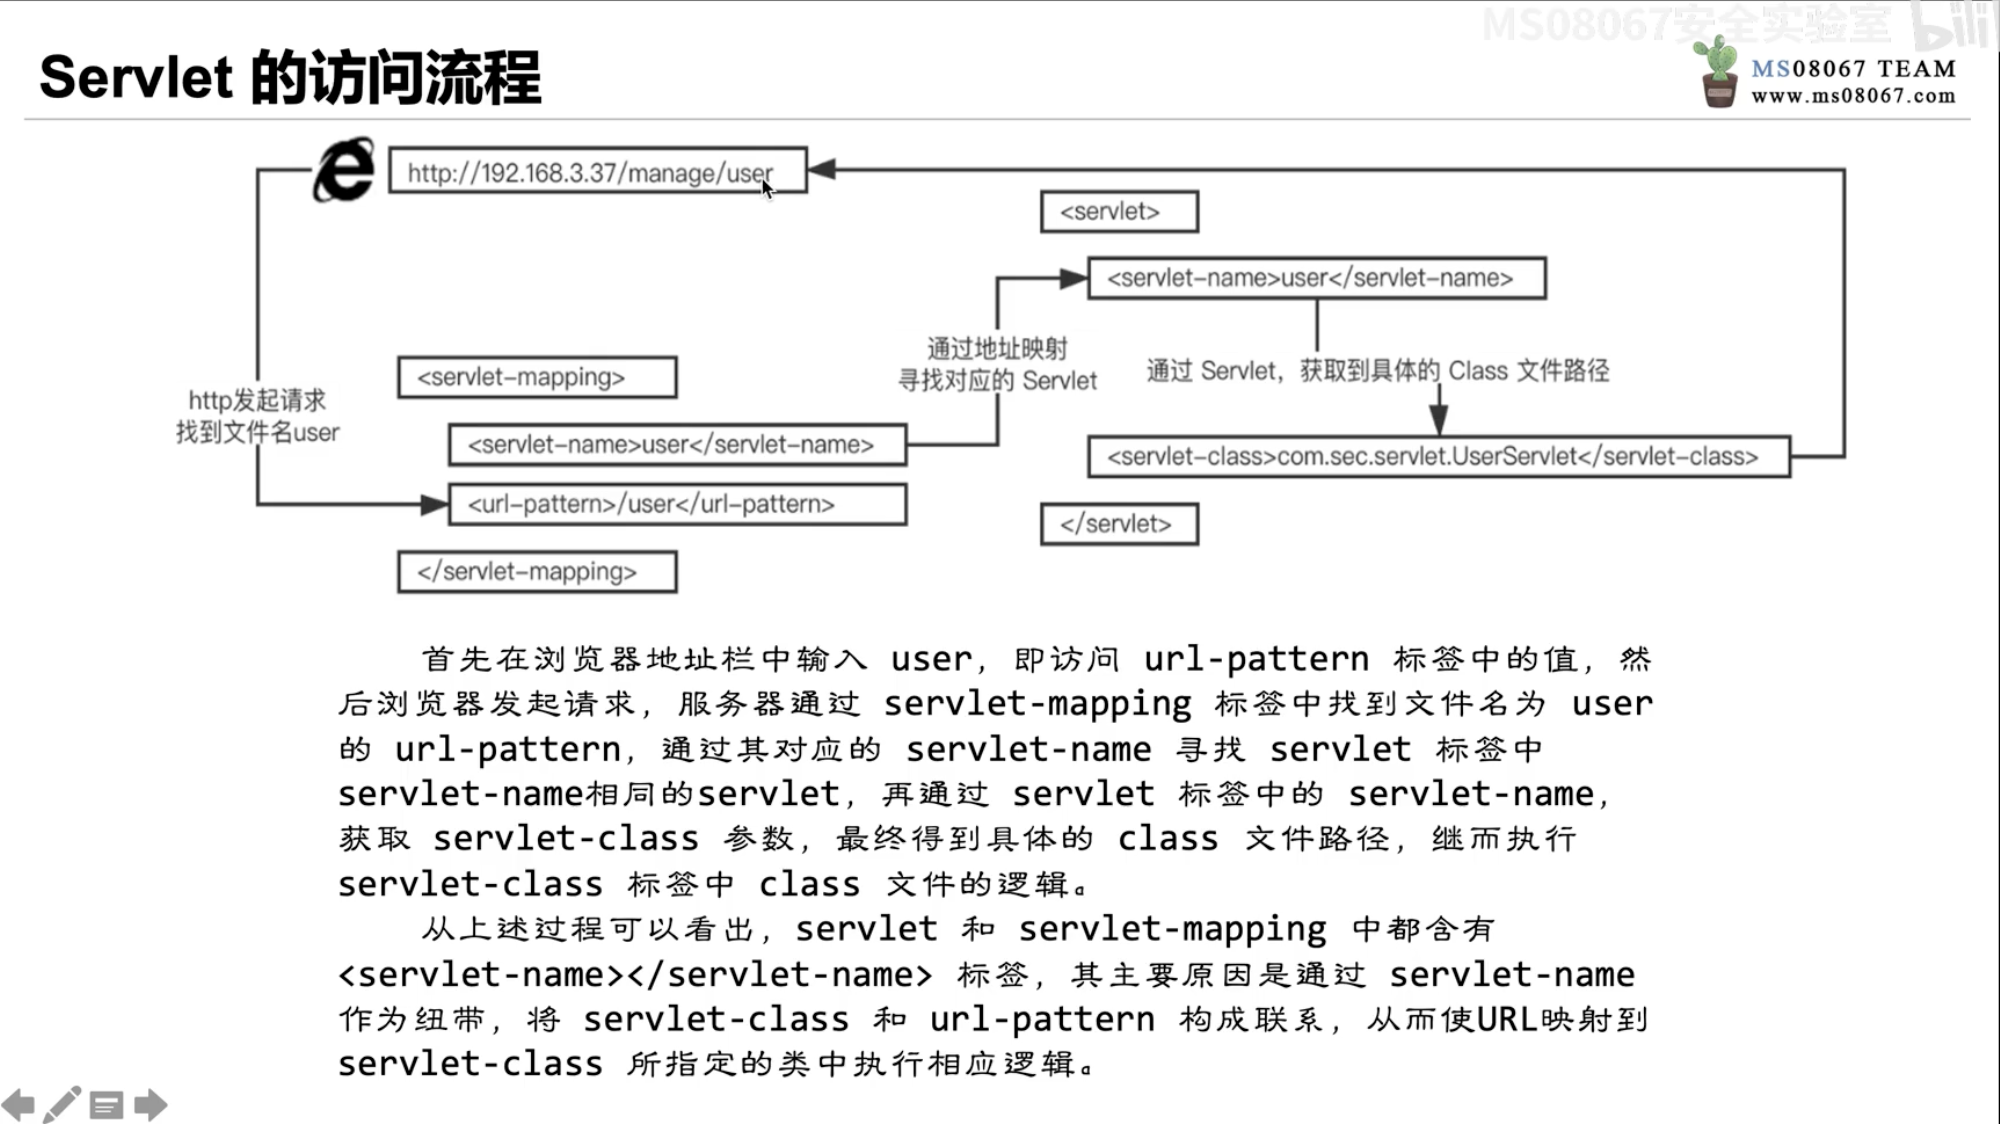 MS08067安全实验室 bili
Servlet 的访问流程
MS08067 TEAM
www.ms08067.com
http://192.168.3.37/manage/user
<servlet>
<servlet-name>user</servlet-name>
通过地址映射
寻找对应的 Servlet
通过 Servlet，获取到具体的 Class 文件路径
<servlet-mapping>
http发起请求
找到文件名user
<servlet-name>user</servlet-name>
<servlet-class>com.sec.servlet.UserServlet</servlet-class>
<url-pattern>/user</url-pattern>
</servlet>
</servlet-mapping>
首先在浏览器地址栏中输入 user，即访问 url-pattern 标签中的值，然
后浏览器发起请求，服务器通过 servlet-mapping 标签中找到文件名为 user
的 url-pattern，通过其对应的 servlet-name 寻找 servlet 标签中
servlet-name相同的servlet，再通过 servlet 标签中的 servlet-name，
获取 servlet-class 参数，最终得到具体的 class 文件路径，继而执行
servlet-class 标签中 class 文件的逻辑。
从上述过程可以看出，servlet 和 servlet-mapping 中都含有
<servlet-name></servlet-name> 标签，其主要原因是通过 servlet-name
作为纽带，将 servlet-class 和 url-pattern 构成联系，从而使URL映射到
servlet-class 所指定的类中执行相应逻辑。